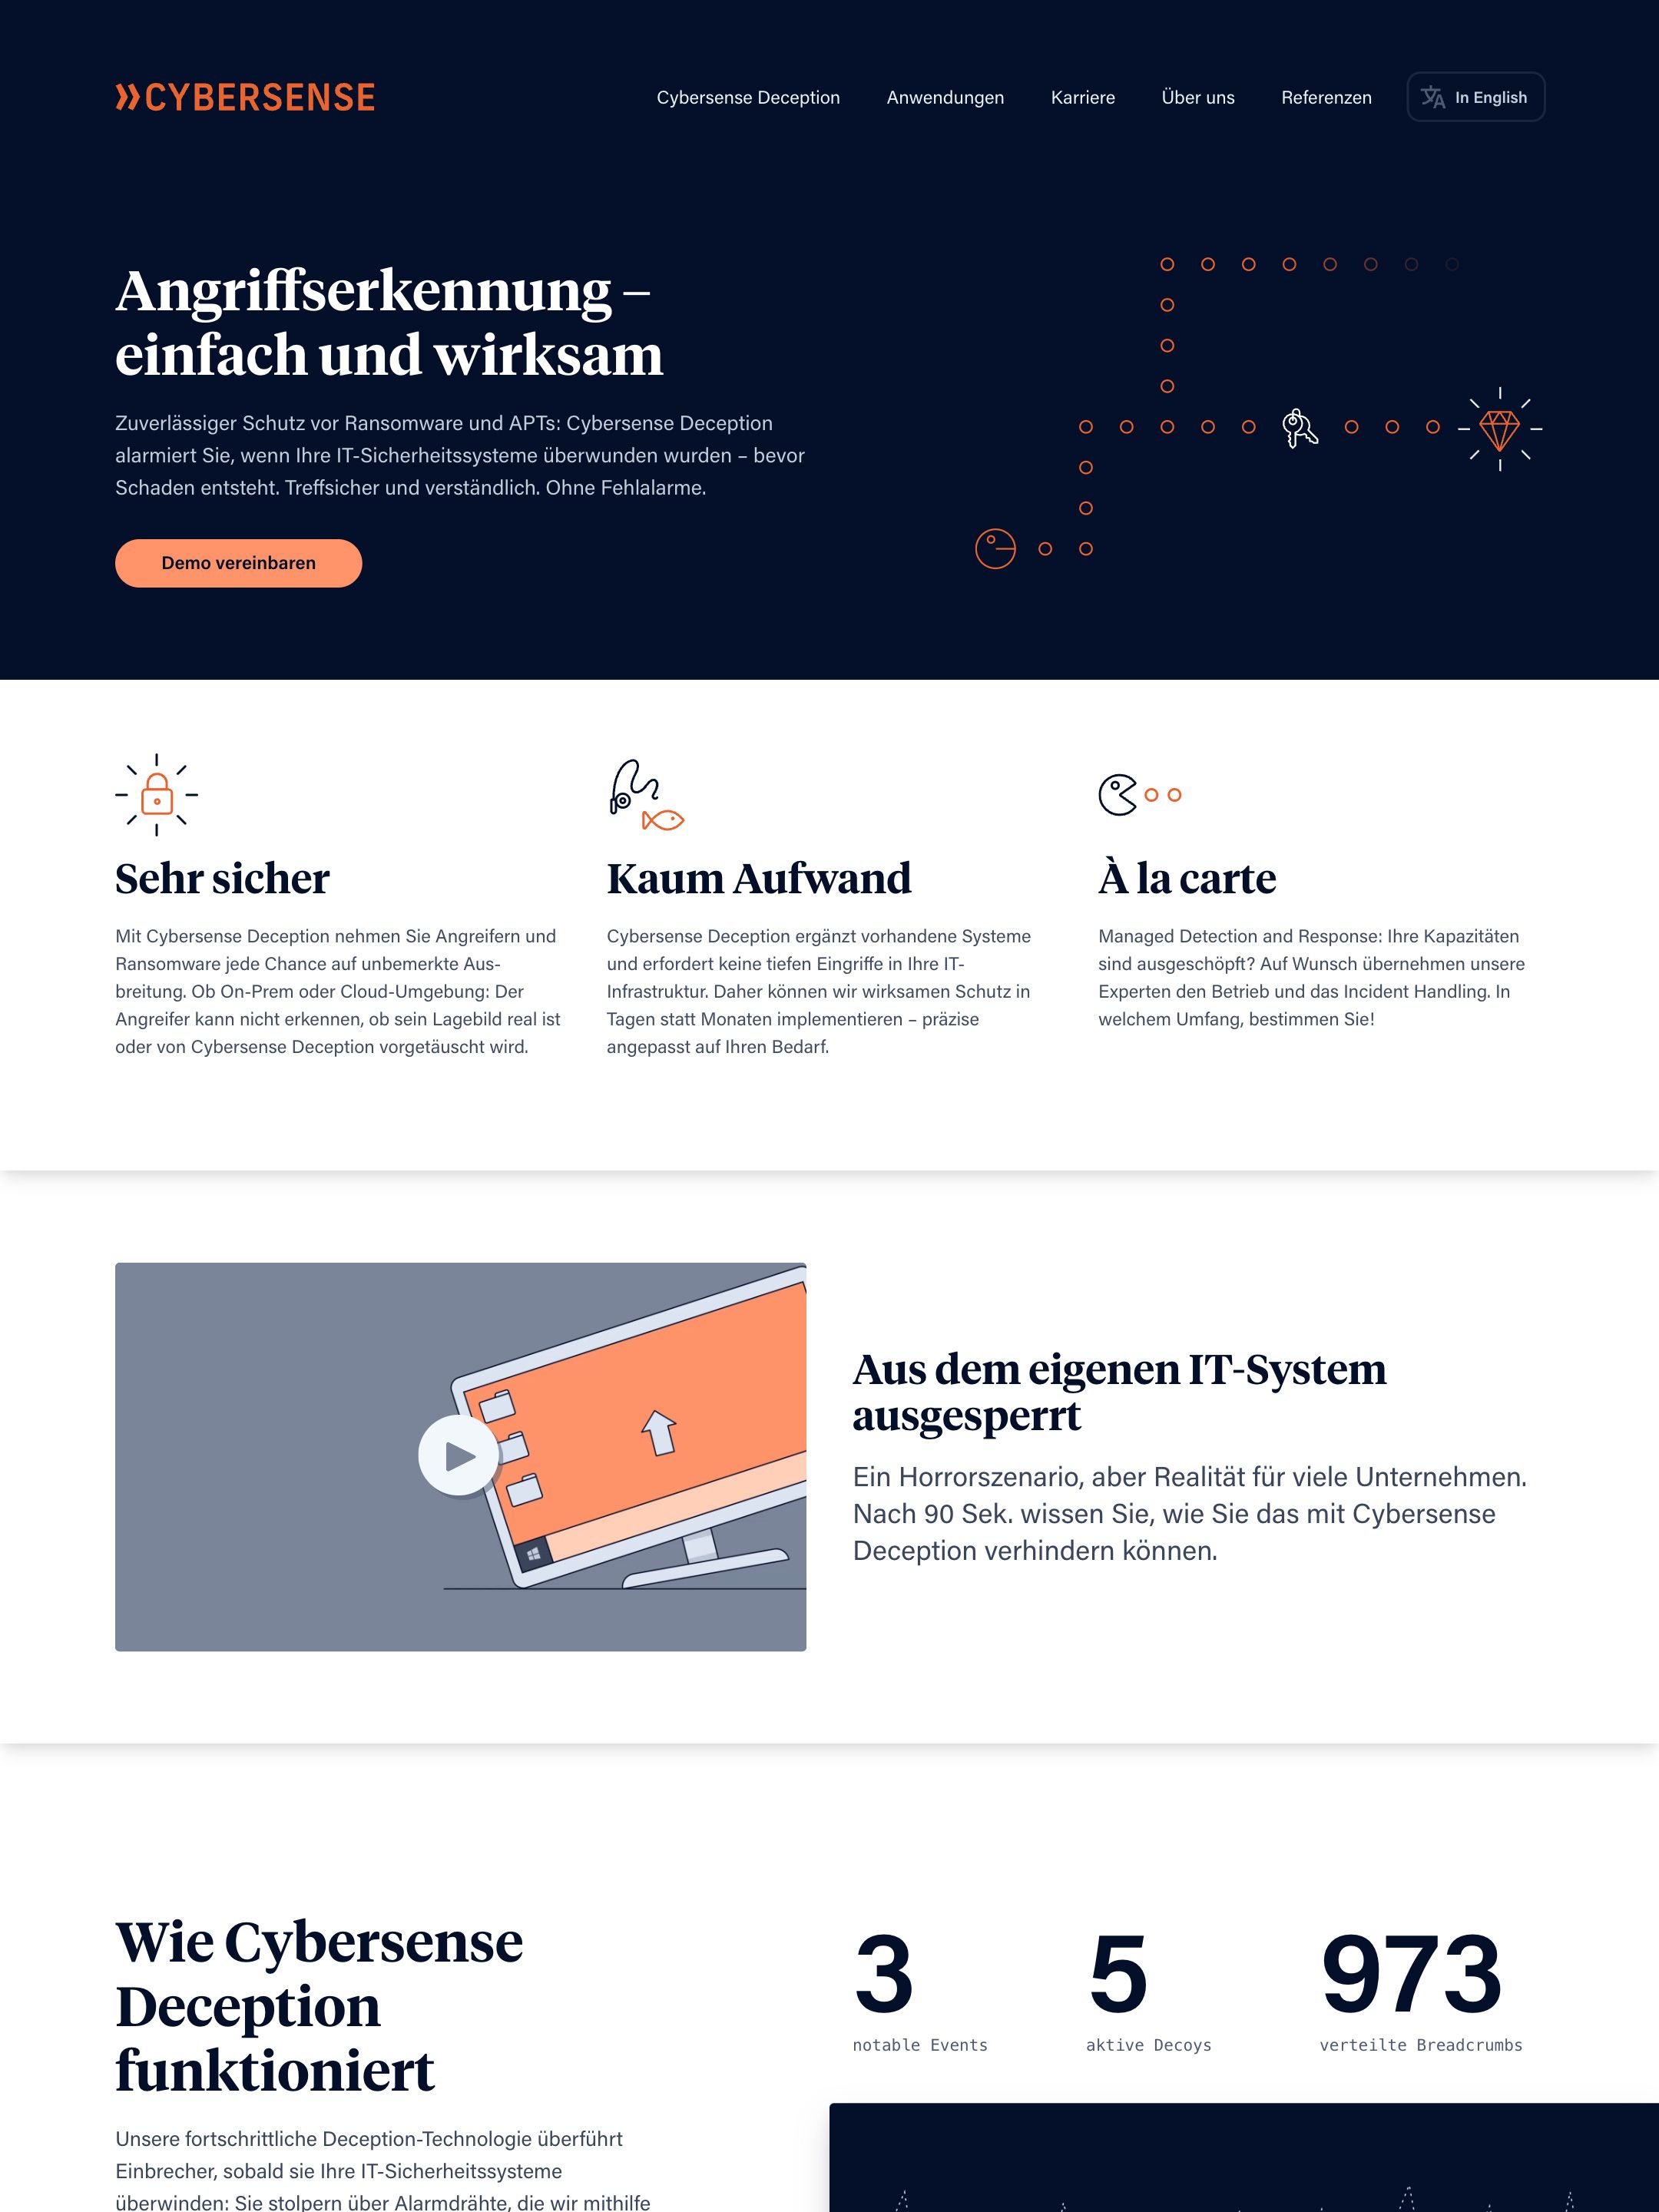 CYBERSENSE
Cybersense Deception
Anwendungen
Karriere
Über uns
Referenzen
In English
Angriffserkennung –
einfach und wirksam
Zuverlässiger Schutz vor Ransomware und APTs: Cybersense Deception
alarmiert Sie, wenn Ihre IT-Sicherheitssysteme überwunden wurden – bevor
Schaden entsteht. Treffsicher und verständlich. Ohne Fehlalarme.
Demo vereinbaren
Sehr sicher
Mit Cybersense Deception nehmen Sie Angreifern und
Ransomware jede Chance auf unbemerkte Aus-
breitung. Ob On-Prem oder Cloud-Umgebung: Der
Angreifer kann nicht erkennen, ob sein Lagebild real ist
oder von Cybersense Deception vorgetäuscht wird.
Kaum Aufwand
Cybersense Deception ergänzt vorhandene Systeme
und erfordert keine tiefen Eingriffe in Ihre IT-
Infrastruktur. Daher können wir wirksamen Schutz in
Tagen statt Monaten implementieren – präzise
angepasst auf Ihren Bedarf.
À la carte
Managed Detection and Response: Ihre Kapazitäten
sind ausgeschöpft? Auf Wunsch übernehmen unsere
Experten den Betrieb und das Incident Handling. In
welchem Umfang, bestimmen Sie!
Aus dem eigenen IT-System
ausgesperrt
Ein Horrorszenario, aber Realität für viele Unternehmen.
Nach 90 Sek. wissen Sie, wie Sie das mit Cybersense
Deception verhindern können.
Wie Cybersense
Deception
funktioniert
Unsere fortschrittliche Deception-Technologie überführt
Einbrecher, sobald sie Ihre IT-Sicherheitssysteme
überwinden: Sie stolpern über Alarmdrähte, die wir mithilfe
3
notable Events
5
aktive Decoys
973
verteilte Breadcrumbs